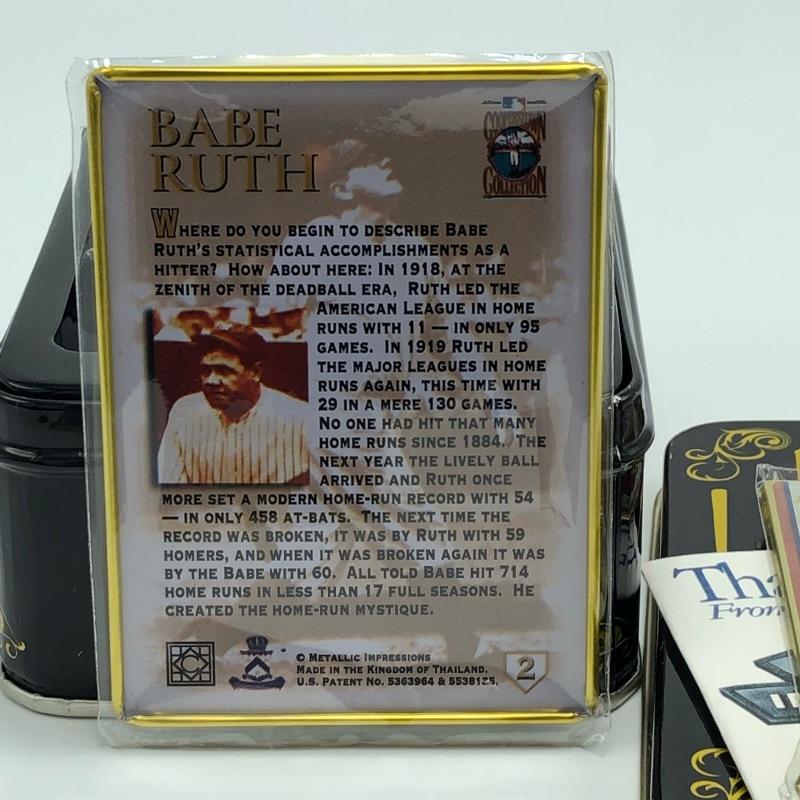 BABE
RUTH
COOPERSTOWN
COLLECTION
WHERE DO YOU BEGIN TO DESCRIBE BABE
RUTH'S STATISTICAL ACCOMPLISHMENTS AS A
HITTER? HOW ABOUT HERE: IN 1918, AT THE
ZENITH OF THE DEADBALL ERA, RUTH LED THE
AMERICAN LEAGUE IN HOME
RUNS WITH 11 — IN ONLY 95
GAMES. IN 1919 RUTH LED
THE MAJOR LEAGUES IN HOME
RUNS AGAIN, THIS TIME WITH
29 IN A MERE 130 GAMES.
NO ONE HAD HIT THAT MANY
HOME RUNS SINCE 1884. THE
NEXT YEAR THE LIVELY BALL
ARRIVED AND RUTH ONCE
MORE SET A MODERN HOME-RUN RECORD WITH 54
— IN ONLY 458 AT-BATS. THE NEXT TIME THE
RECORD WAS BROKEN, IT WAS BY RUTH WITH 59
HOMERS, AND WHEN IT WAS BROKEN AGAIN IT WAS
BY THE BABE WITH 60. ALL TOLD BABE HIT 714
HOME RUNS IN LESS THAN 17 FULL SEASONS. HE
CREATED THE HOME-RUN MYSTIQUE.
© METALLIC IMPRESSIONS
MADE IN THE KINGDOM OF THAILAND.
U.S. PATENT NO. 5363964 & 5538125.
2
From